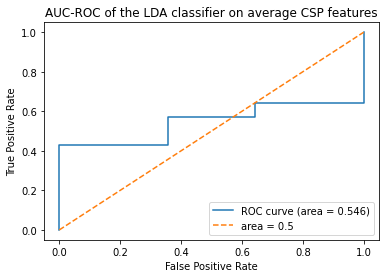 AUC-ROC of the LDA classifier on average CSP features
1.0
0.8
0.6
0.4
0.2
0.0
True Positive Rate
ROC curve (area = 0.546)
area = 0.5
0.0 0.2 0.4 0.6 0.8 1.0
False Positive Rate